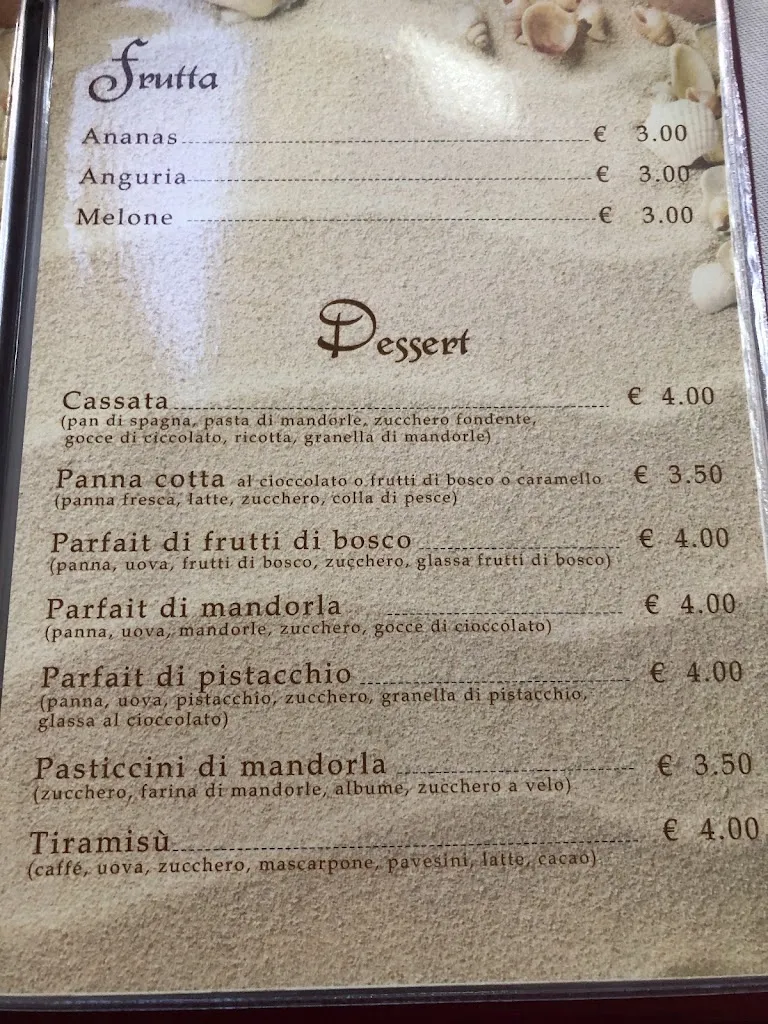 Frutta
Ananas € 3.00
Anguria € 3.00
Melone € 3.00
Dessert
Cassata € 4.00
(pan di spagna, pasta di mandorle, zucchero fondente,
gocce di ciccolato, ricotta, granella di mandorle)
Panna cotta al cioccolato o frutti di bosco o caramello € 3.50
(panna fresca, latte, zucchero, colla di pesce)
Parfait di frutti di bosco € 4.00
(panna, uova, frutti di bosco, zucchero, glassa frutti di bosco)
Parfait di mandorla € 4.00
(panna, uova, mandorle, zucchero, gocce di cioccolato)
Parfait di pistacchio € 4.00
(panna, uova, pistacchio, zucchero, granella di pistacchio,
glassa al cioccolato)
Pasticcini di mandorla € 3.50
(zucchero, farina di mandorle, albume, zucchero a velo)
Tiramisù € 4.00
(caffé, uova, zucchero, mascarpone, pavesini, latte, cacao)